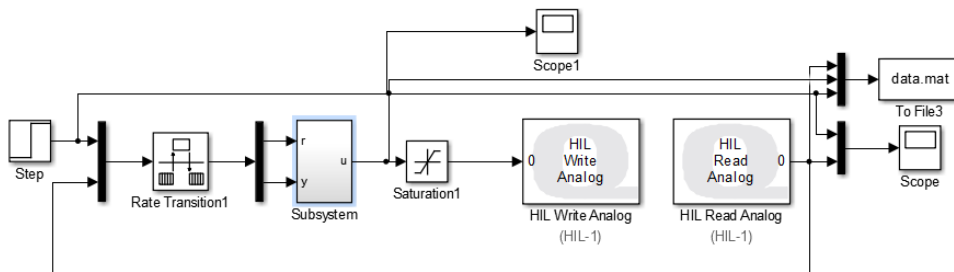 Scope1
data.mat
To File3
Step
Rate Transition1
r
y
u
Subsystem
Saturation1
0
HIL
Write
Analog
HIL Write Analog
(HIL-1)
HIL
Read
Analog
0
HIL Read Analog
(HIL-1)
Scope